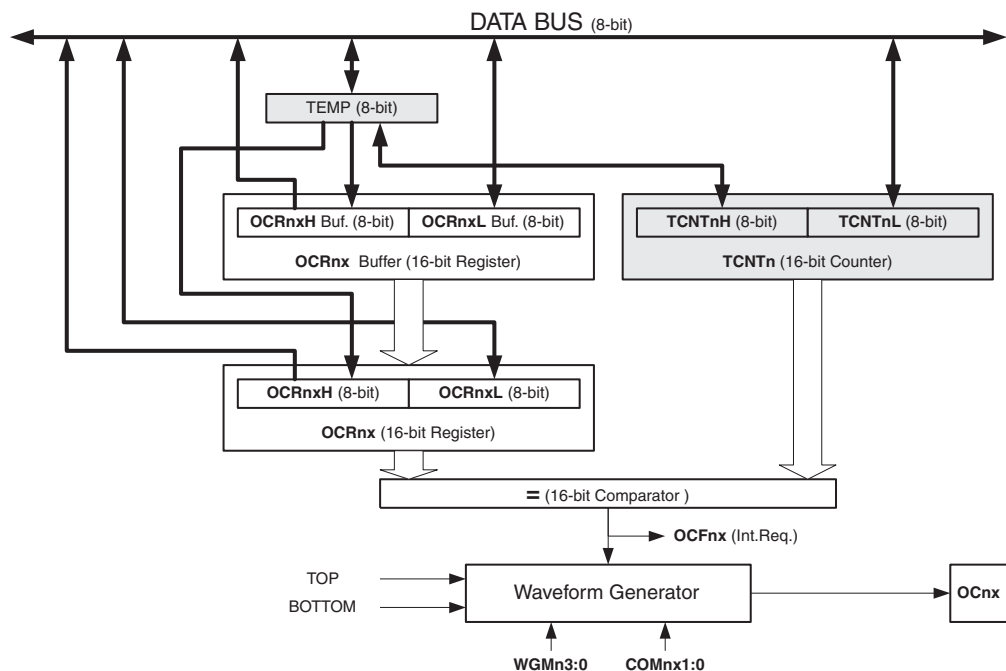 DATA BUS (8-bit)
TEMP (8-bit)
OCRnxH Buf. (8-bit)
OCRnxL Buf. (8-bit)
OCRnx Buffer (16-bit Register)
TCNTnH (8-bit)
TCNTnL (8-bit)
TCNTn (16-bit Counter)
OCRnxH (8-bit)
OCRnxL (8-bit)
OCRnx (16-bit Register)
= (16-bit Comparator )
OCFnx (Int.Req.)
TOP
BOTTOM
Waveform Generator
OCnx
WGMn3:0
COMnx1:0